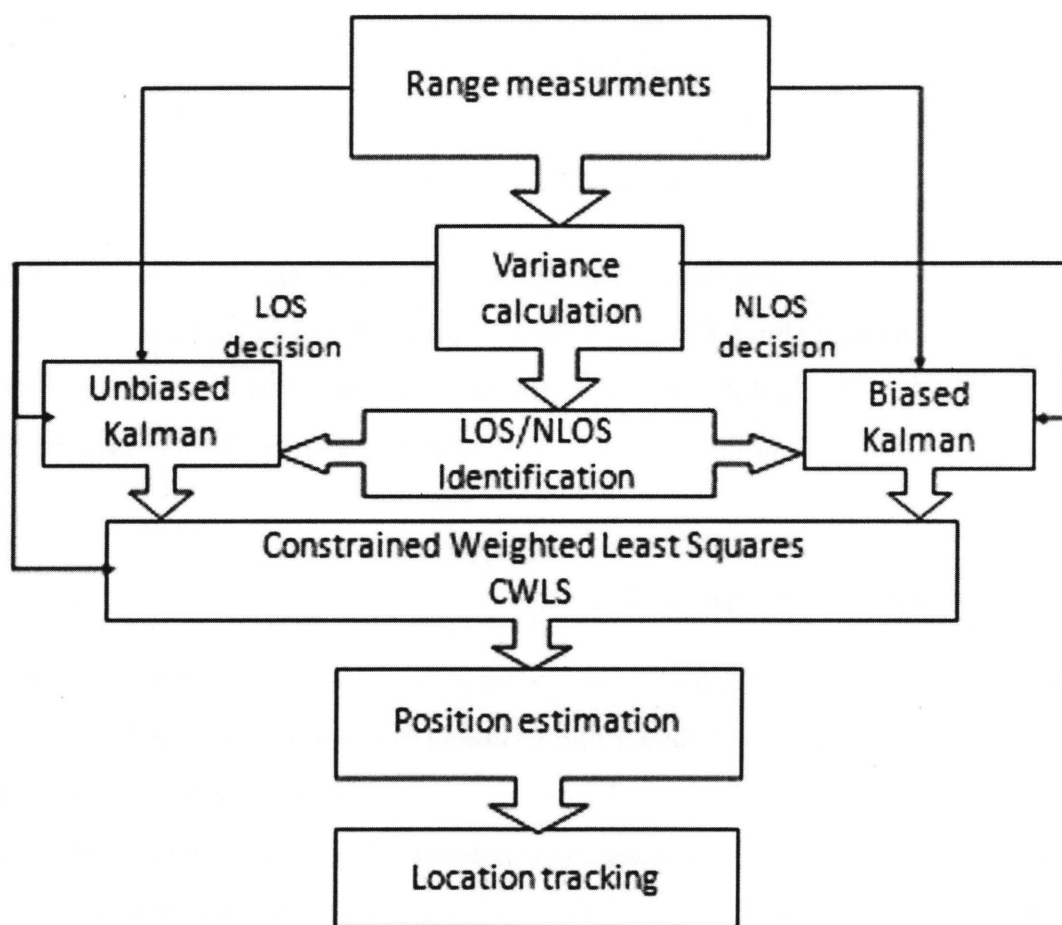 Range measurments
Variance
calculation
LOS
decision
NLOS
decision
Unbiased
Kalman
LOS/NLOS
Identification
Biased
Kalman
Constrained Weighted Least Squares
CWLS
Position estimation
Location tracking